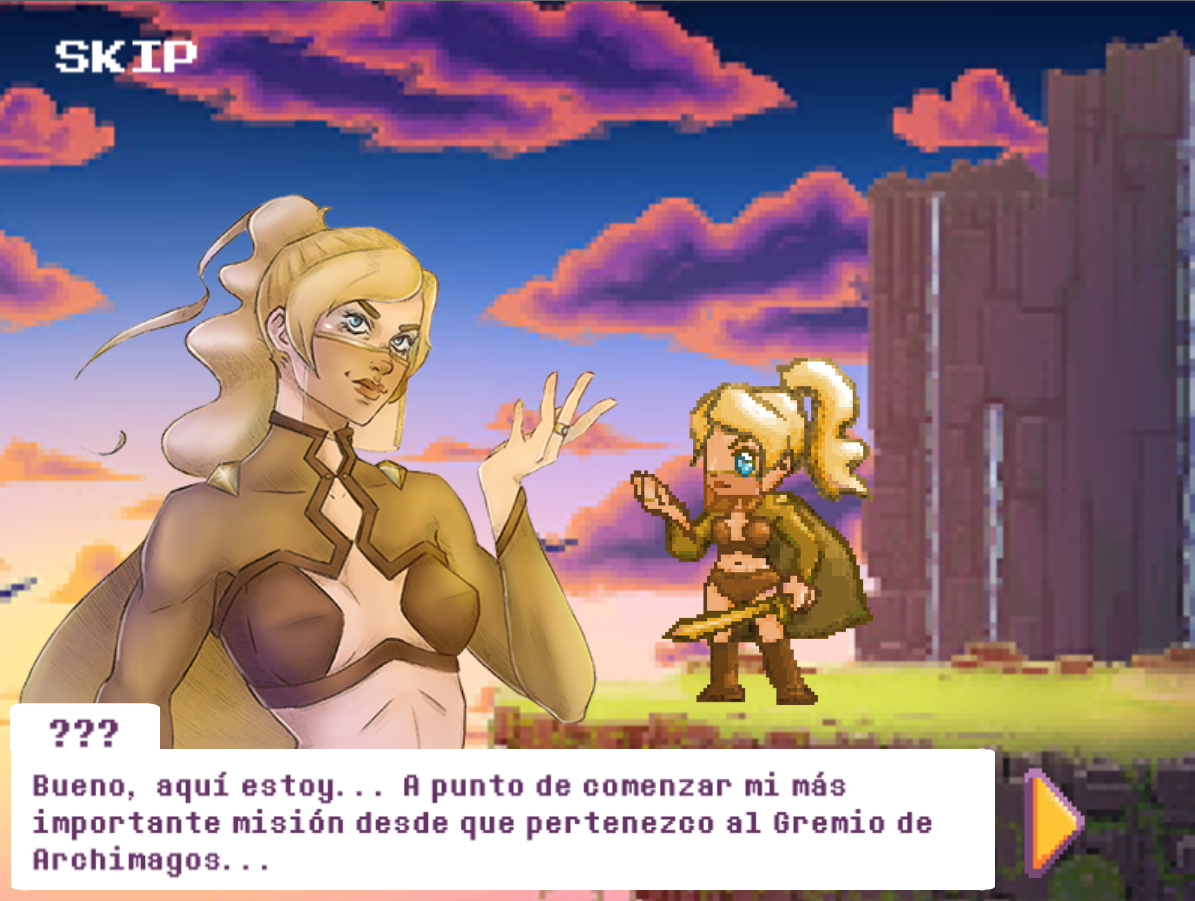 SKIP
???
Bueno, aquí estoy... A punto de comenzar mi más
importante misión desde que pertenezco al Gremio de
Archimagos...